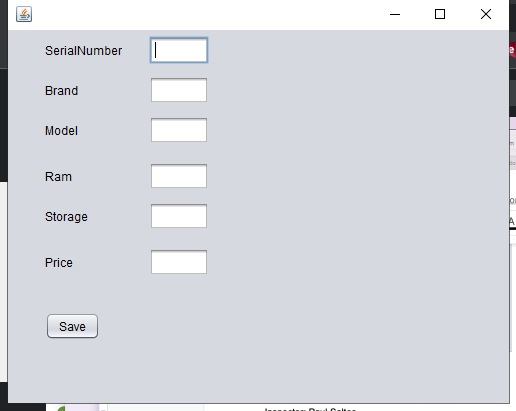 SerialNumber
Brand
Model
Ram
Storage
Price
Save